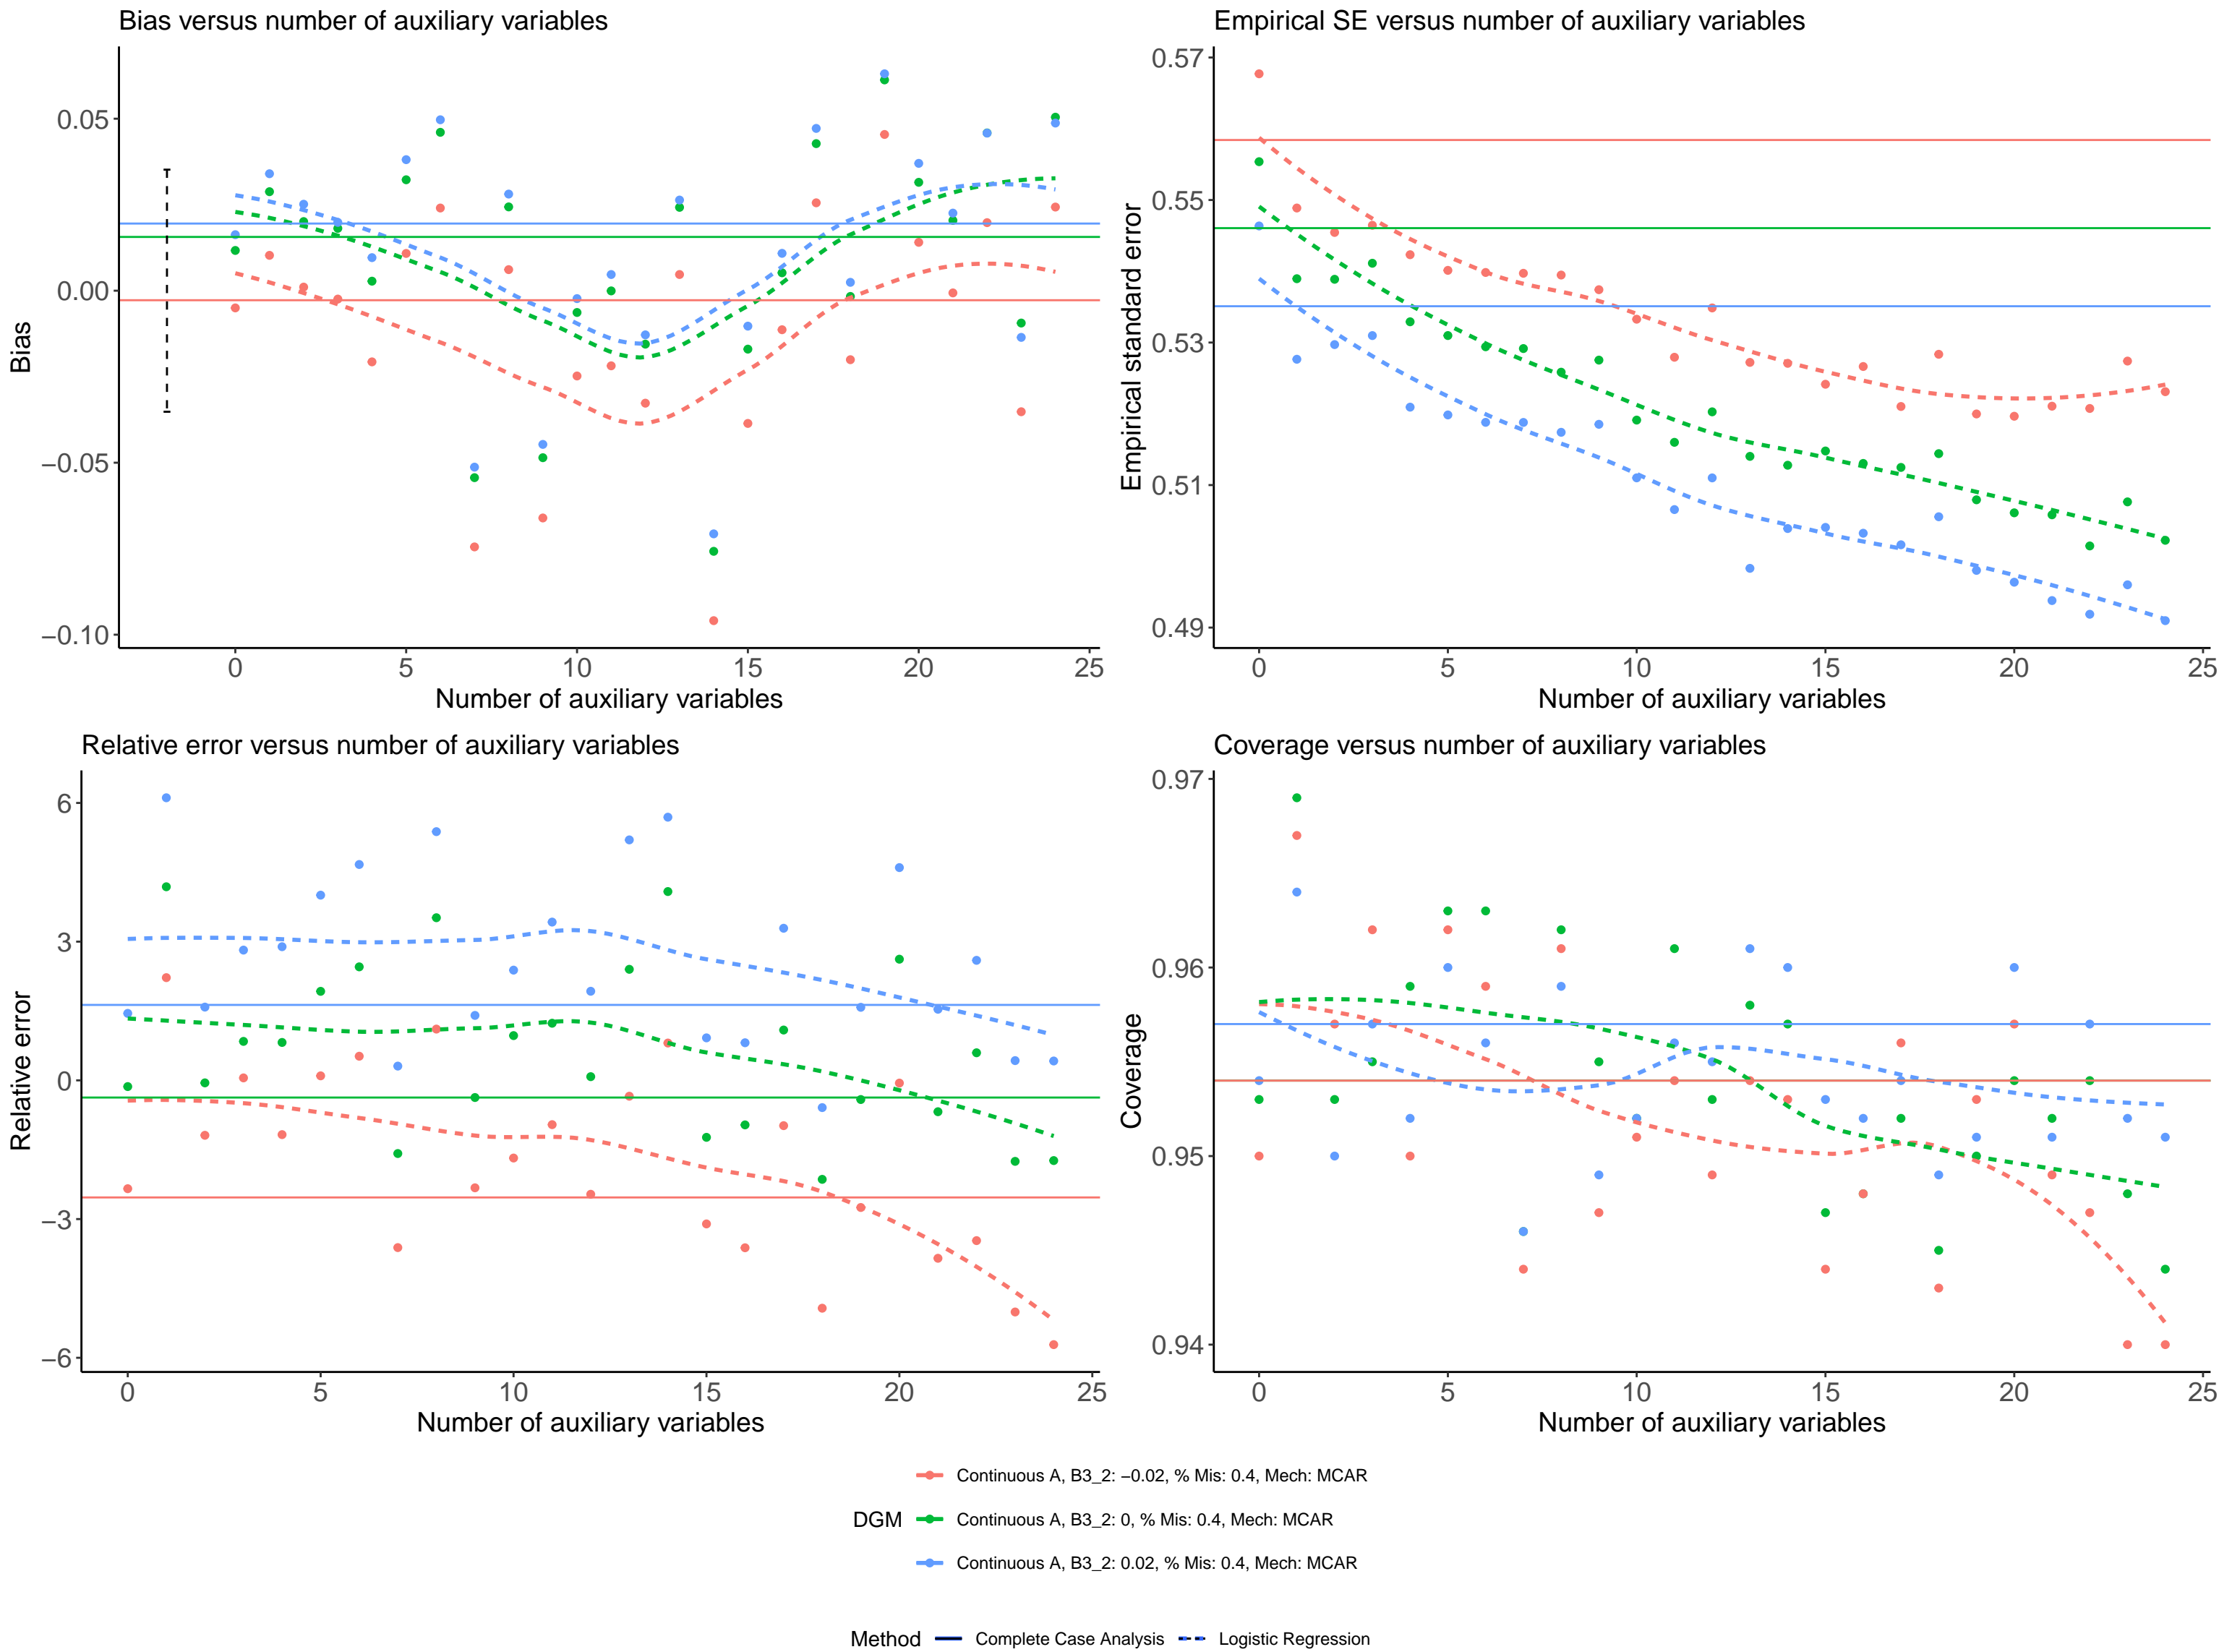 Bias versus number of auxiliary variables
Bias
0.05
0.00
−0.05
−0.10
0 5 10 15 20 25
Number of auxiliary variables
Empirical SE versus number of auxiliary variables
Empirical standard error
0.57
0.55
0.53
0.51
0.49
0 5 10 15 20 25
Number of auxiliary variables
Relative error versus number of auxiliary variables
Relative error
6
3
0
−3
−6
0 5 10 15 20 25
Number of auxiliary variables
Coverage versus number of auxiliary variables
Coverage
0.97
0.96
0.95
0.94
0 5 10 15 20 25
Number of auxiliary variables
DGM
Continuous A, B3_2: −0.02, % Mis: 0.4, Mech: MCAR
Continuous A, B3_2: 0, % Mis: 0.4, Mech: MCAR
Continuous A, B3_2: 0.02, % Mis: 0.4, Mech: MCAR
Method Complete Case Analysis Logistic Regression